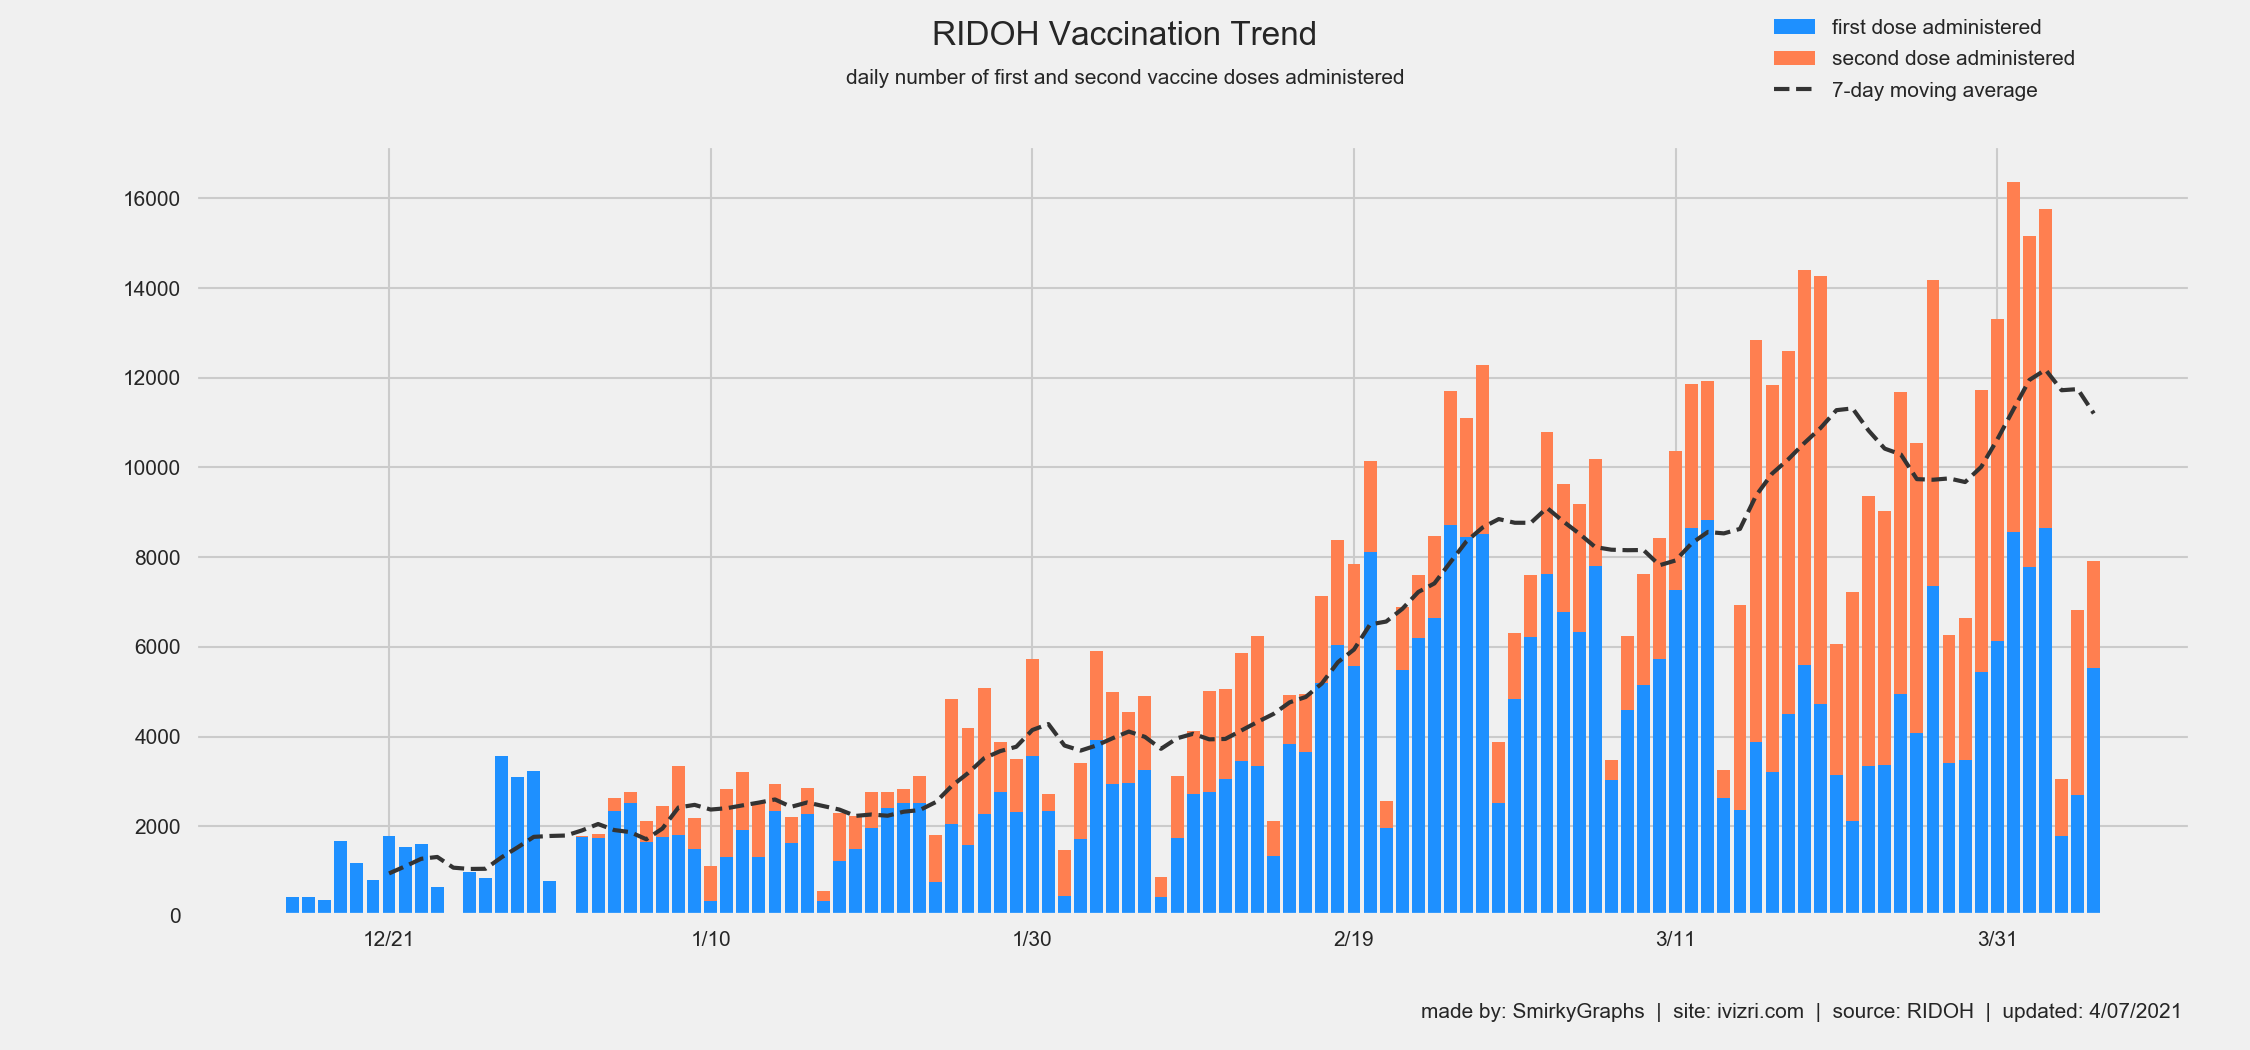 RIDOH Vaccination Trend
daily number of first and second vaccine doses administered
first dose administered
second dose administered
7-day moving average
16000
14000
12000
10000
8000
6000
4000
2000
0
12/21
1/10
1/30
2/19
3/11
3/31
made by: SmirkyGraphs | site: ivizri.com | source: RIDOH | updated: 4/07/2021